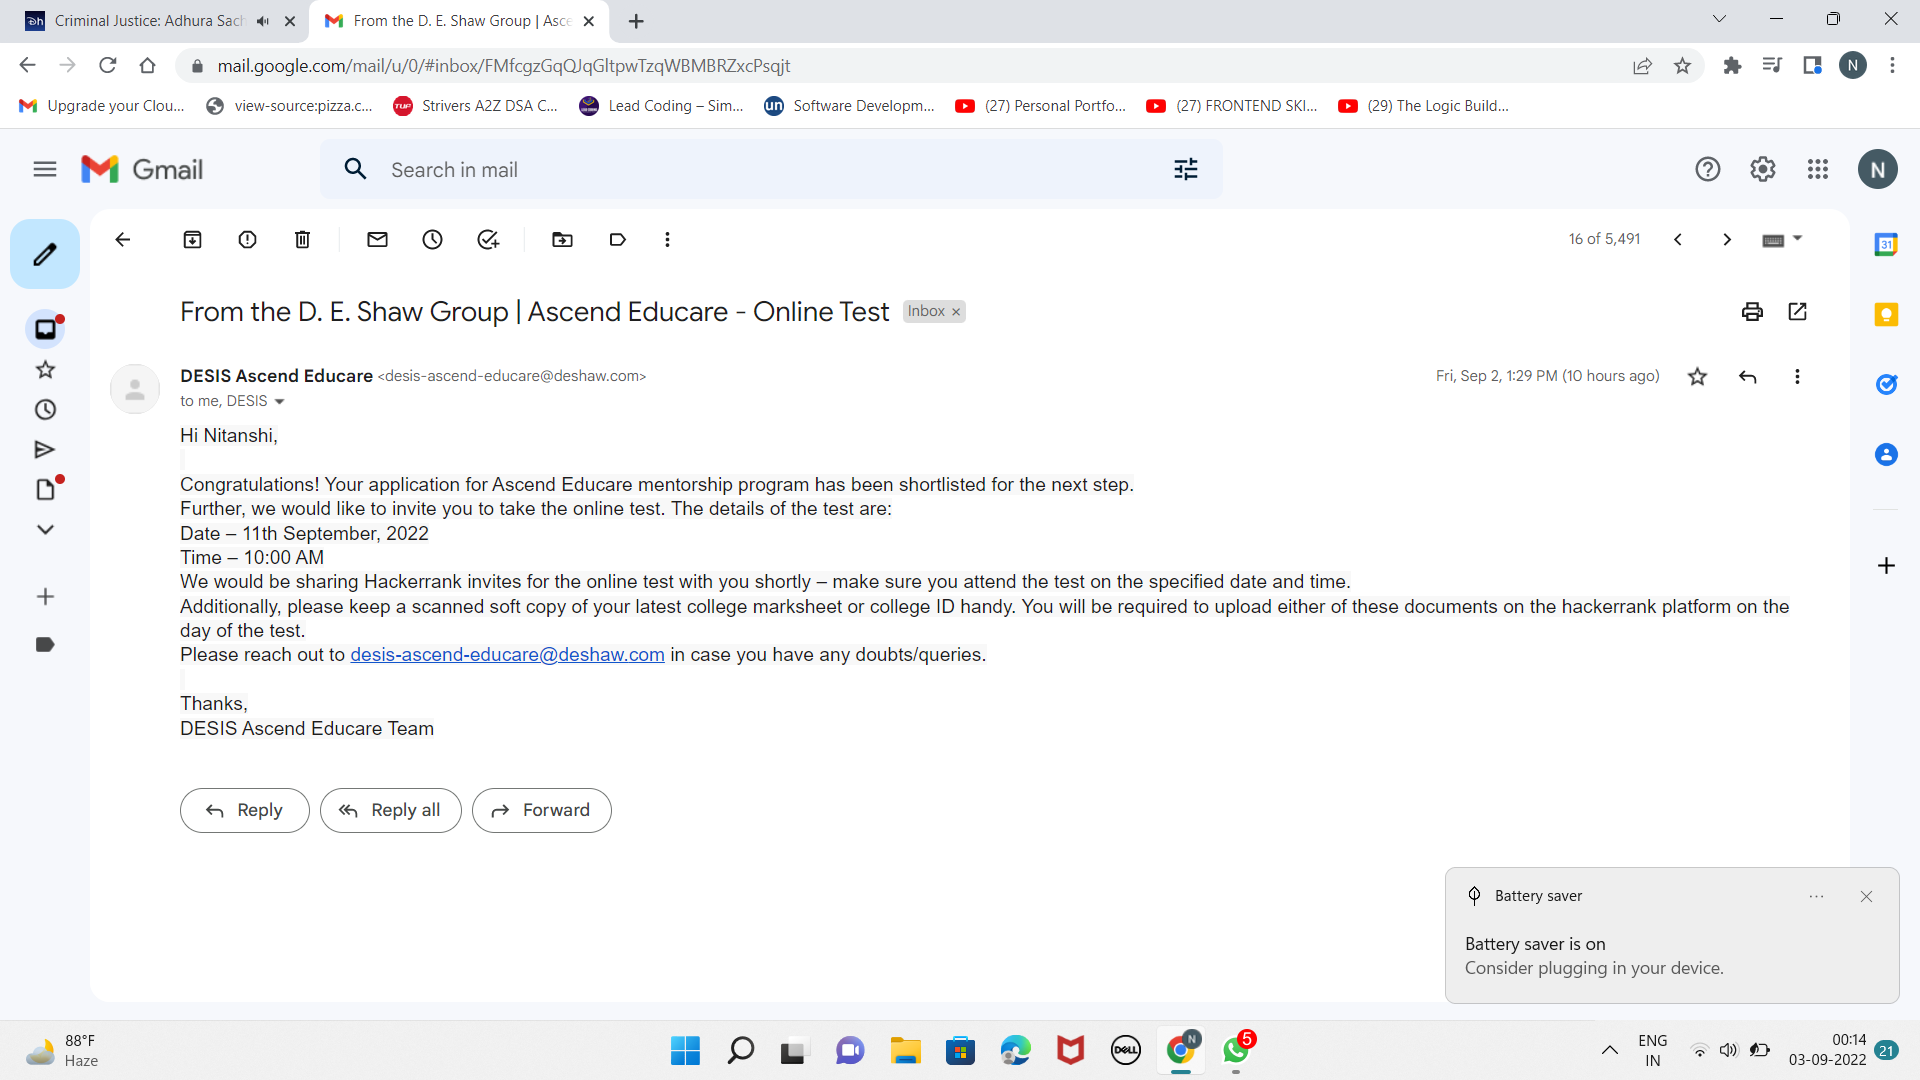 Criminal Justice: Adhura Sach
From the D. E. Shaw Group | Asce
mail.google.com/mail/u/0/#inbox/FMfcgzGqQJqGltpwTzqWBMBRZxcPsqjt
N
Upgrade your Clou...
view-source:pizza.c...
TUF
Strivers A2Z DSA C...
Lead Coding – Sim...
un
Software Developm...
(27) Personal Portfo...
(27) FRONTEND SKI...
(29) The Logic Build...
Gmail
Search in mail
N
16 of 5,491
31
From the D. E. Shaw Group | Ascend Educare - Online Test
Inbox ×
DESIS Ascend Educare <desis-ascend-educare@deshaw.com>
Fri, Sep 2, 1:29 PM (10 hours ago)
to me, DESIS
Hi Nitanshi,
Congratulations! Your application for Ascend Educare mentorship program has been shortlisted for the next step.
Further, we would like to invite you to take the online test. The details of the test are:
Date – 11th September, 2022
Time – 10:00 AM
We would be sharing Hackerrank invites for the online test with you shortly – make sure you attend the test on the specified date and time.
Additionally, please keep a scanned soft copy of your latest college marksheet or college ID handy. You will be required to upload either of these documents on the hackerrank platform on the
day of the test.
Please reach out to desis-ascend-educare@deshaw.com in case you have any doubts/queries.
Thanks,
DESIS Ascend Educare Team
Reply
Reply all
Forward
Battery saver
Battery saver is on
Consider plugging in your device.
88°F
Haze
DELL
N
5
ENG
IN
00:14
03-09-2022
21